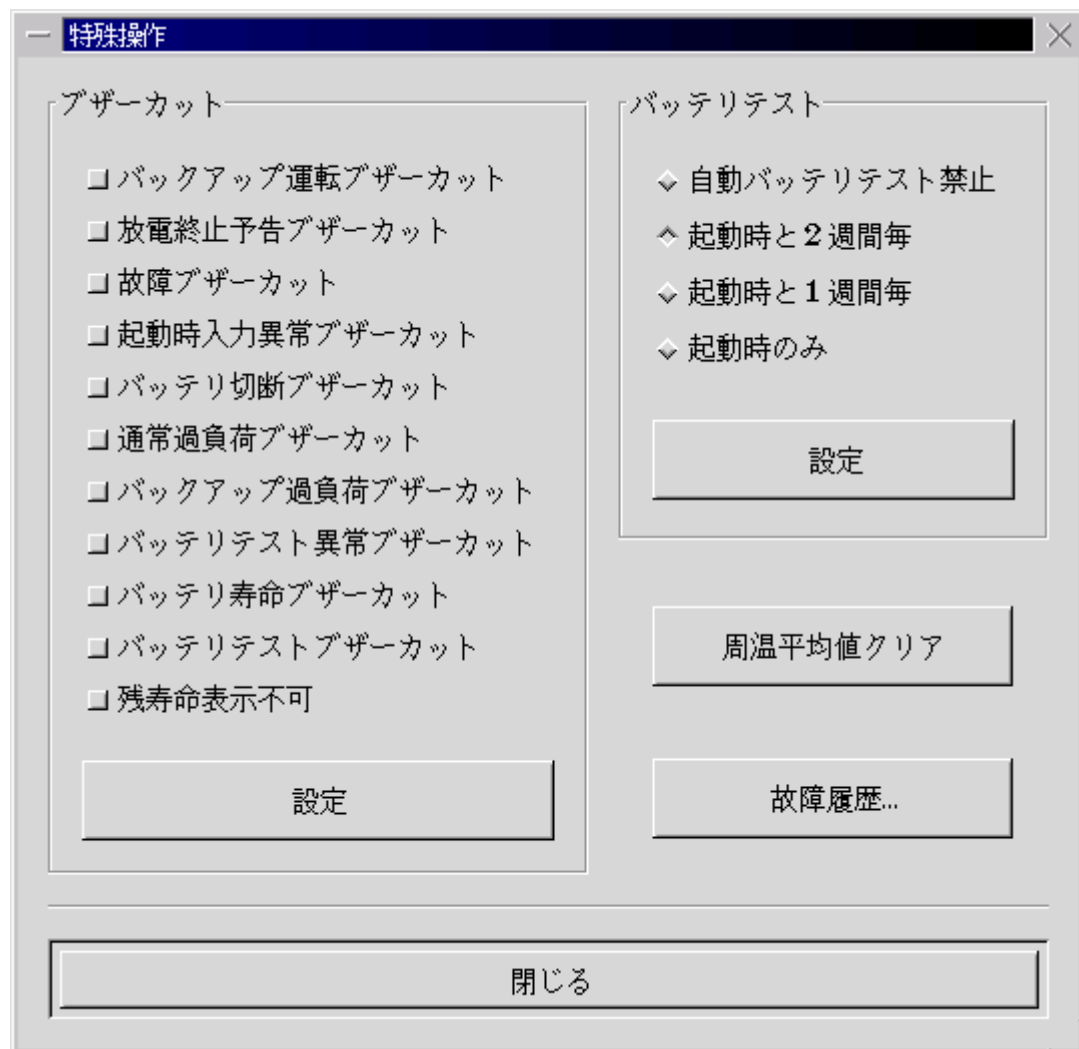 特殊操作
ブザーカット
バックアップ運転ブザーカット
放電終止予告ブザーカット
故障ブザーカット
起動時入力異常ブザーカット
バッテリ切断ブザーカット
通常過負荷ブザーカット
バックアップ過負荷ブザーカット
バッテリテスト異常ブザーカット
バッテリ寿命ブザーカット
バッテリテストブザーカット
残寿命表示不可
設定
バッテリテスト
自動バッテリテスト禁止
起動時と2週間毎
起動時と1週間毎
起動時のみ
設定
周温平均値クリア
故障履歴...
閉じる